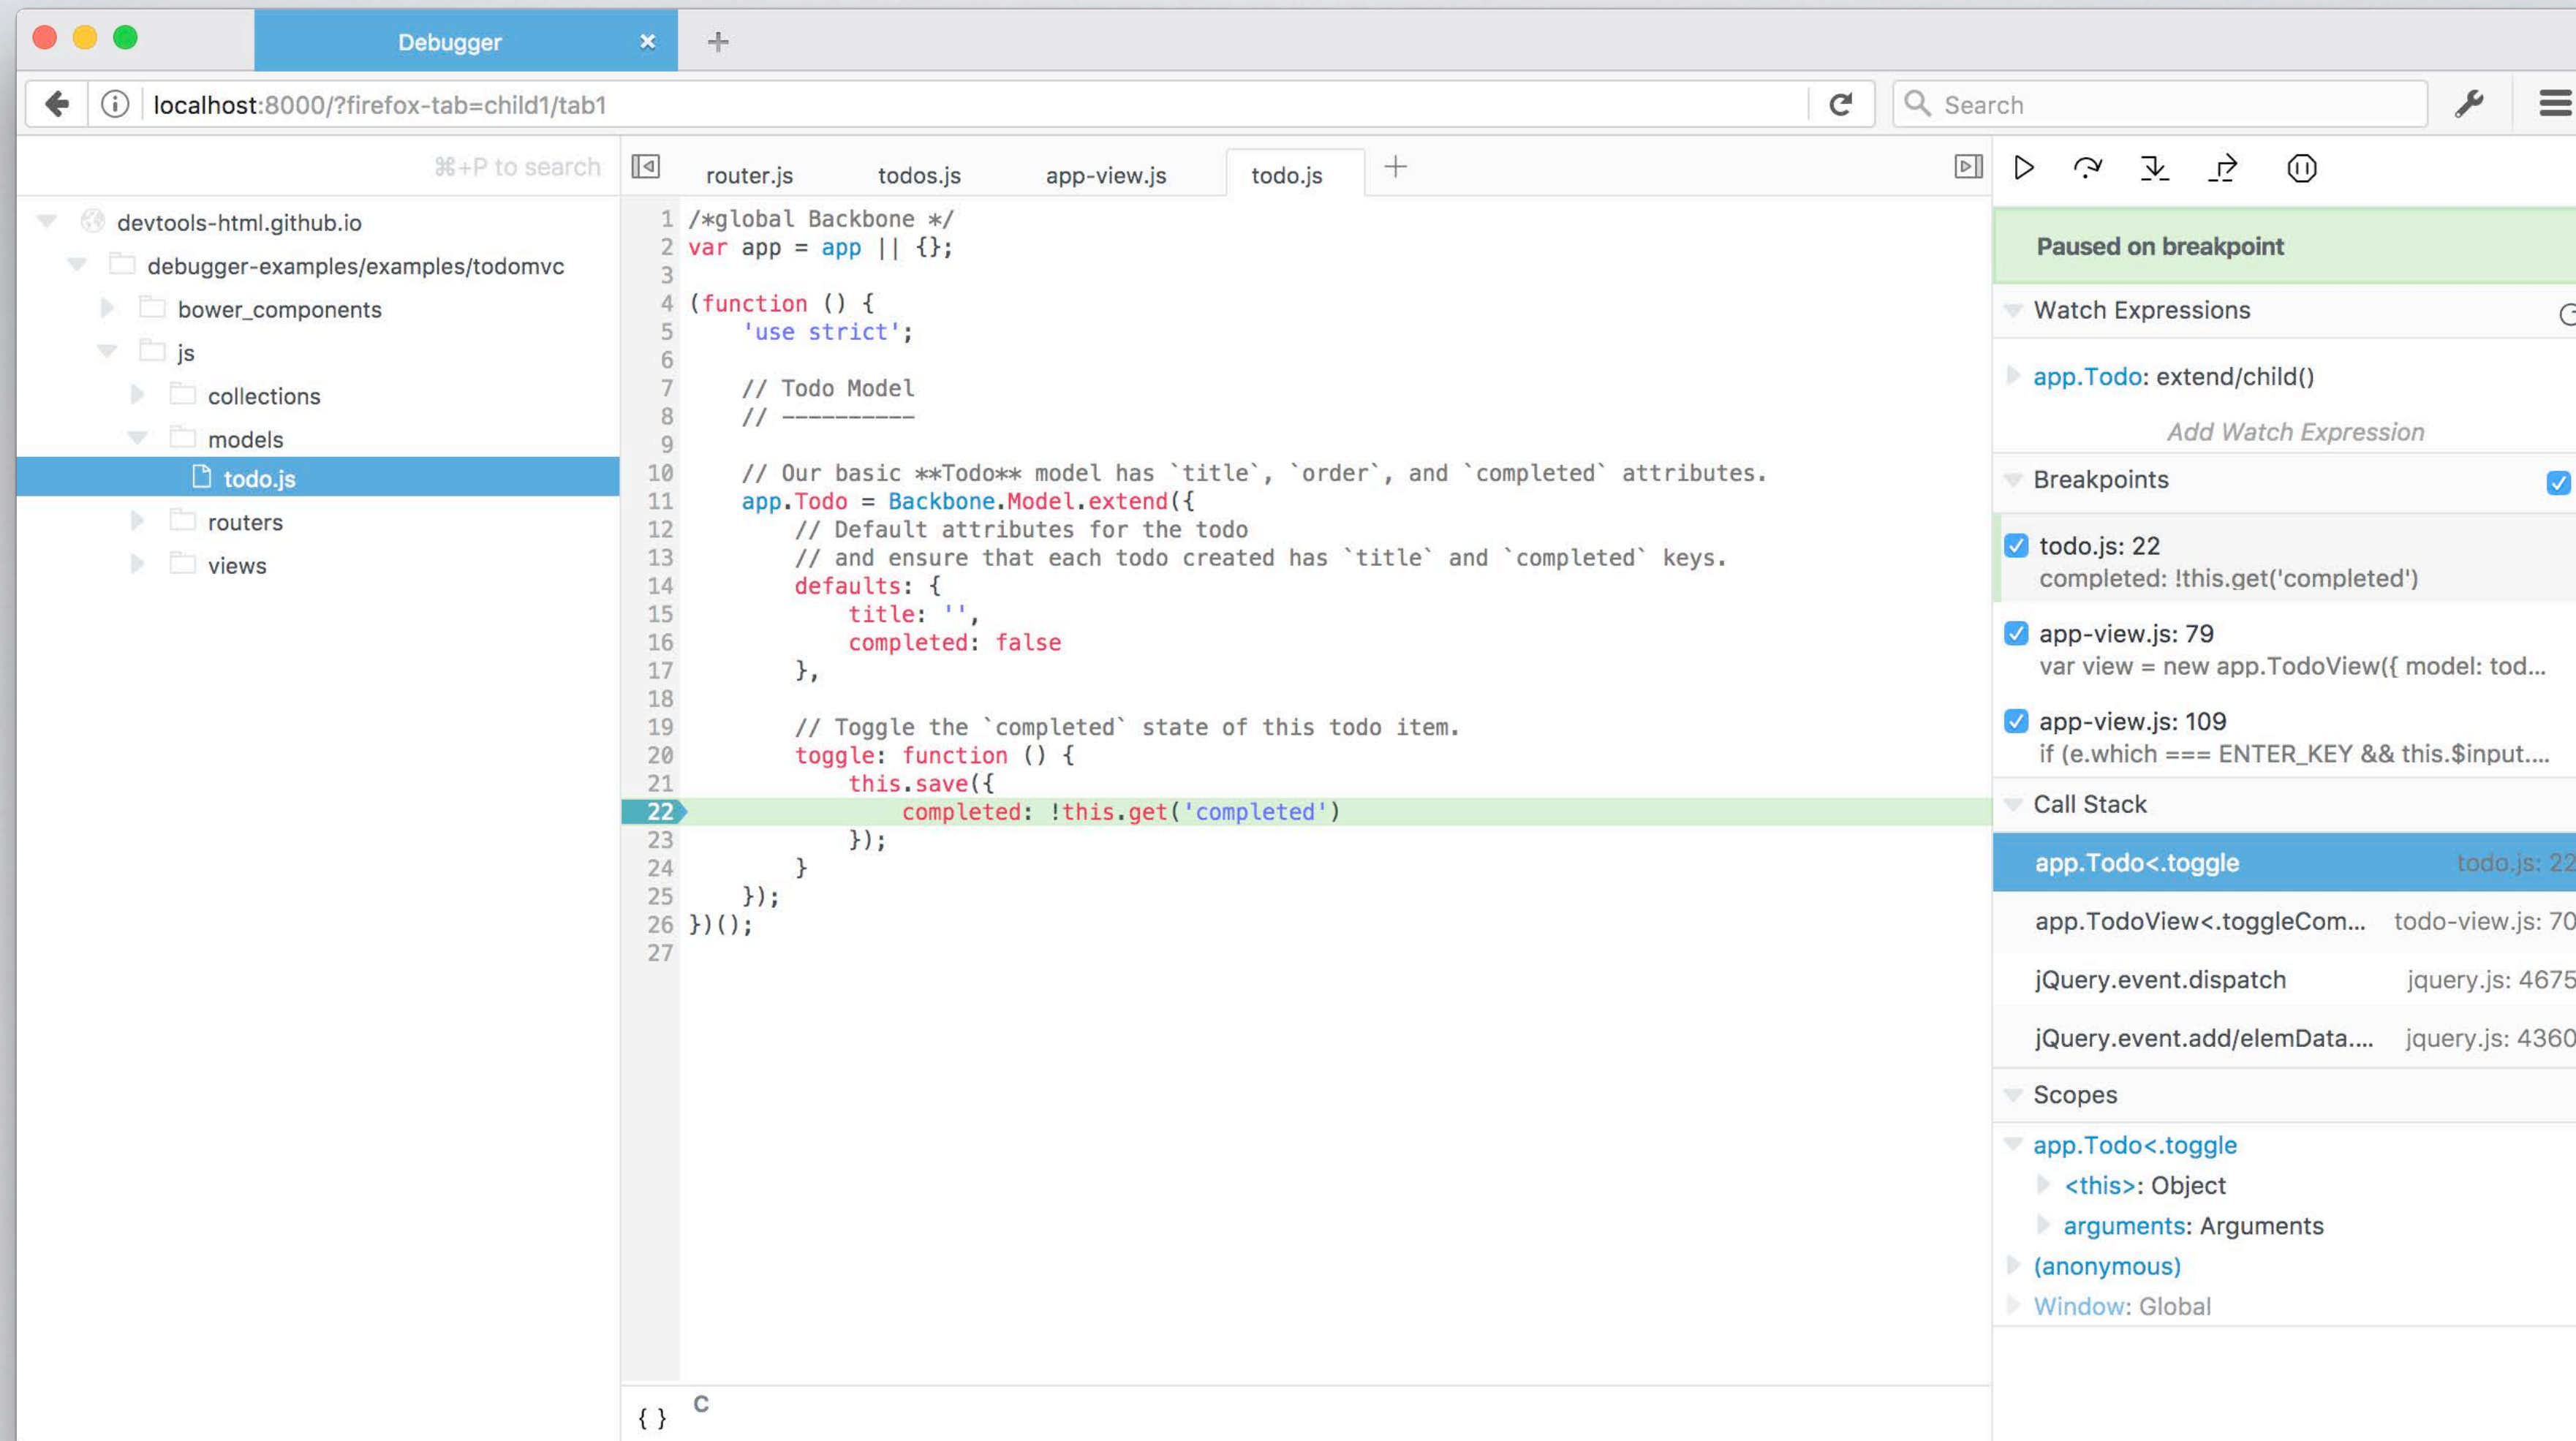 Debugger
localhost:8000/?firefox-tab=child1/tab1
Search
⌘+P to search
devtools-html.github.io
debugger-examples/examples/todomvc
bower_components
js
collections
models
todo.js
routers
views
router.js todos.js app-view.js todo.js
1 /*global Backbone */
2 var app = app || {};
3
4 (function () {
5     'use strict';
6
7     // Todo Model
8     // ----------
9
10     // Our basic **Todo** model has `title`, `order`, and `completed` attributes.
11     app.Todo = Backbone.Model.extend({
12         // Default attributes for the todo
13         // and ensure that each todo created has `title` and `completed` keys.
14         defaults: {
15             title: '',
16             completed: false
17         },
18
19         // Toggle the `completed` state of this todo item.
20         toggle: function () {
21             this.save({
22                 completed: !this.get('completed')
23             });
24         }
25     });
26 })();
27
{ } C
Paused on breakpoint
Watch Expressions
app.Todo: extend/child()
Add Watch Expression
Breakpoints
todo.js: 22
completed: !this.get('completed')
app-view.js: 79
var view = new app.TodoView({ model: tod...
app-view.js: 109
if (e.which === ENTER_KEY && this.$input....
Call Stack
app.Todo<.toggle todo.js: 22
app.TodoView<.toggleCom... todo-view.js: 70
jQuery.event.dispatch jquery.js: 4675
jQuery.event.add/elemData.... jquery.js: 4360
Scopes
app.Todo<.toggle
<this>: Object
arguments: Arguments
(anonymous)
Window: Global